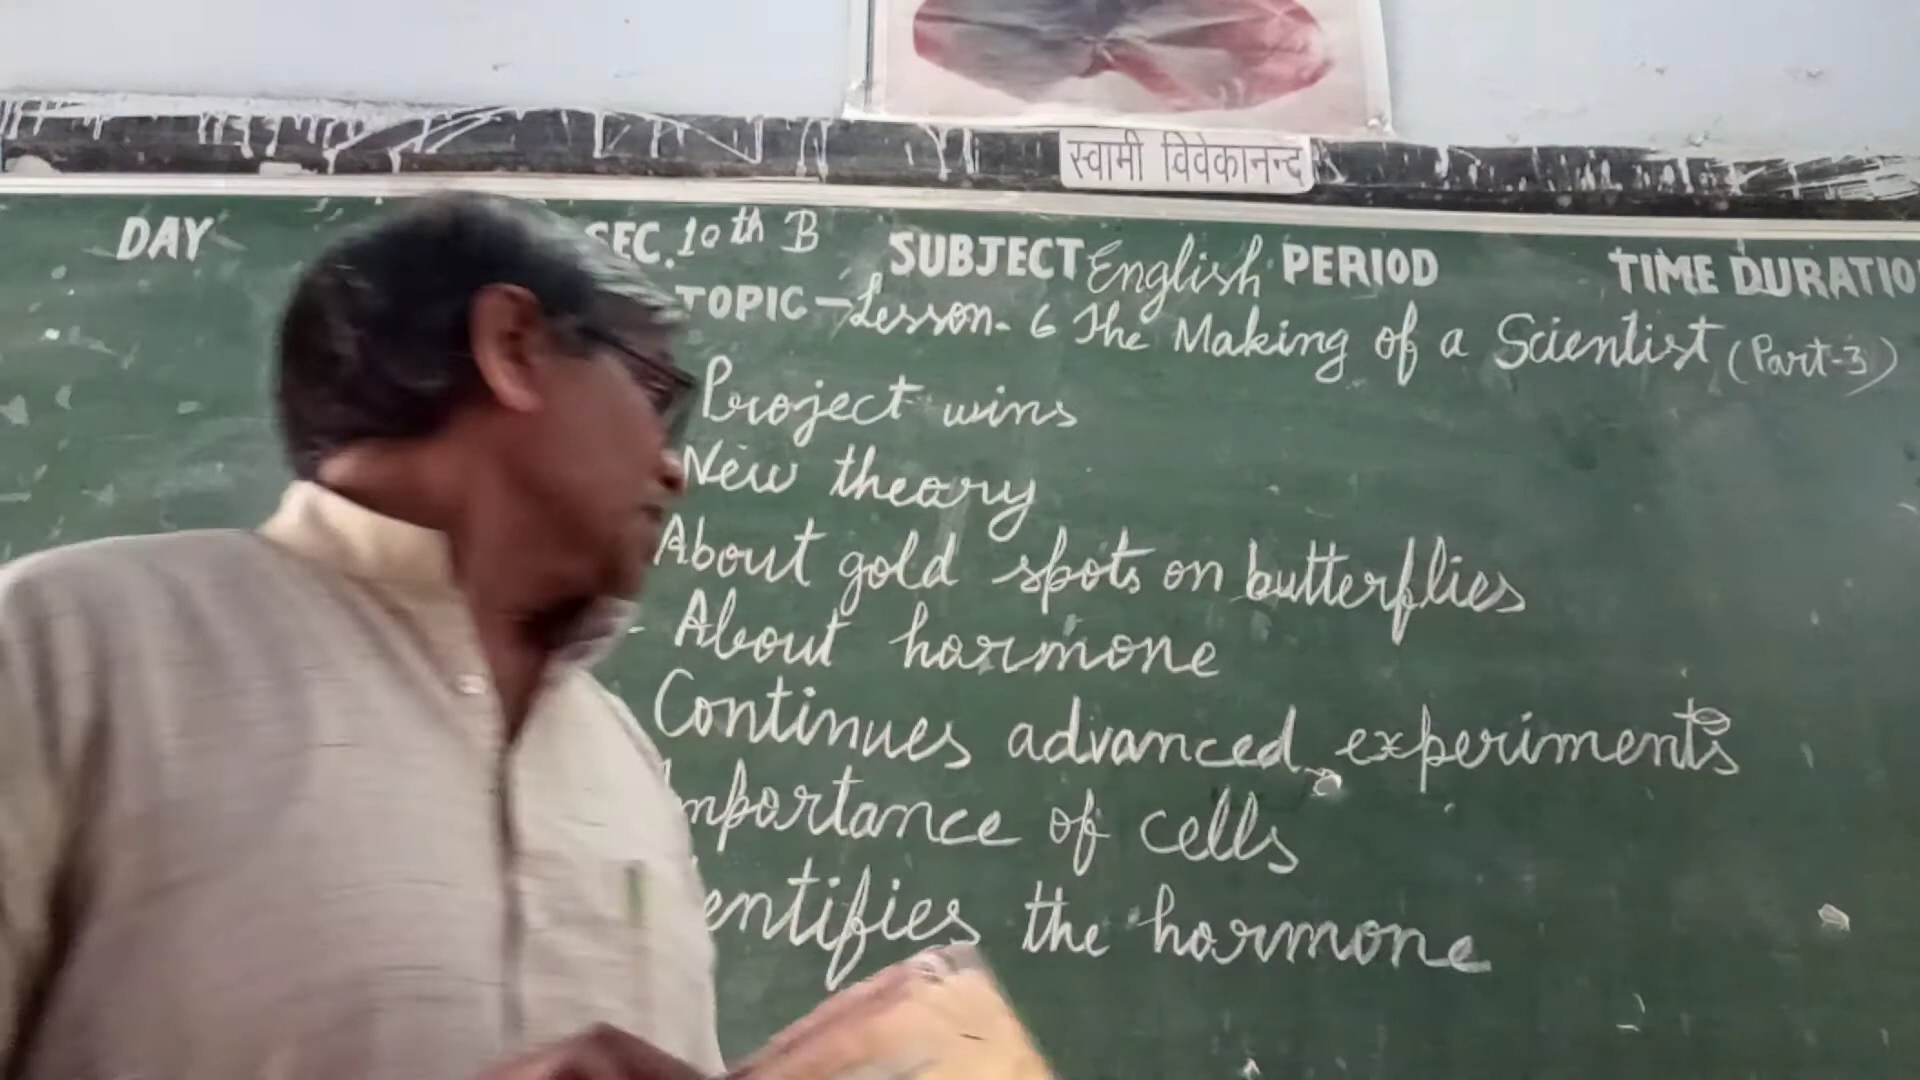 स्वामी विवेकानन्द
DAY SEC. 10th B SUBJECT English PERIOD TIME DURATIO
TOPIC - Lesson- 6 The Making of a Scientist (Part-3)
Project wins
New theory
About gold spots on butterflies
About hormone
Continues advanced experiments
Importance of cells
entifies the hormone